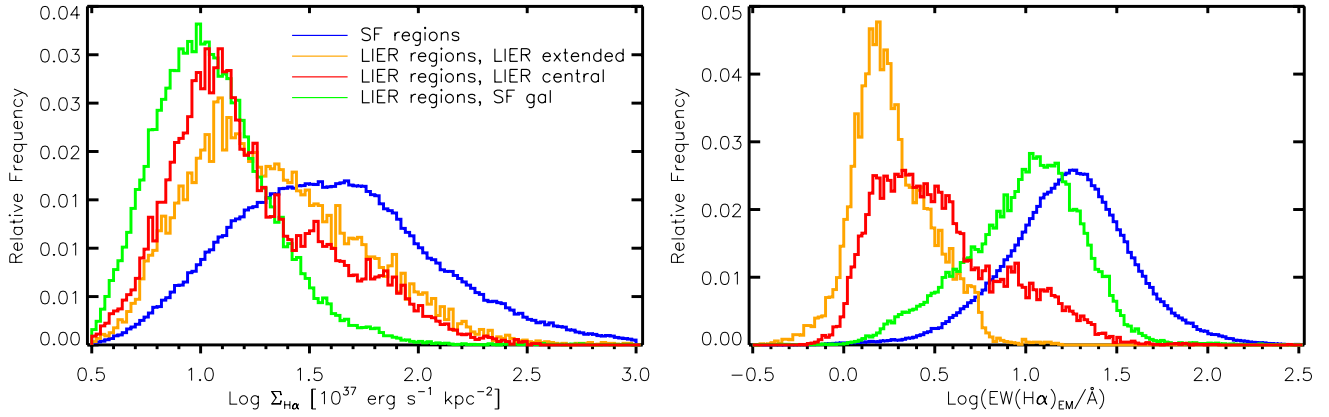 0.04
0.03
0.03
0.02
0.01
0.01
0.00
Relative Frequency
SF regions
LIER regions, LIER extended
LIER regions, LIER central
LIER regions, SF gal
0.5 1.0 1.5 2.0 2.5 3.0
Log Σ_Hα [10^37 erg s^−1 kpc^−2]
0.05
0.04
0.03
0.02
0.01
0.00
Relative Frequency
−0.5 0.0 0.5 1.0 1.5 2.0 2.5
Log(EW(Hα)_EM/Å)